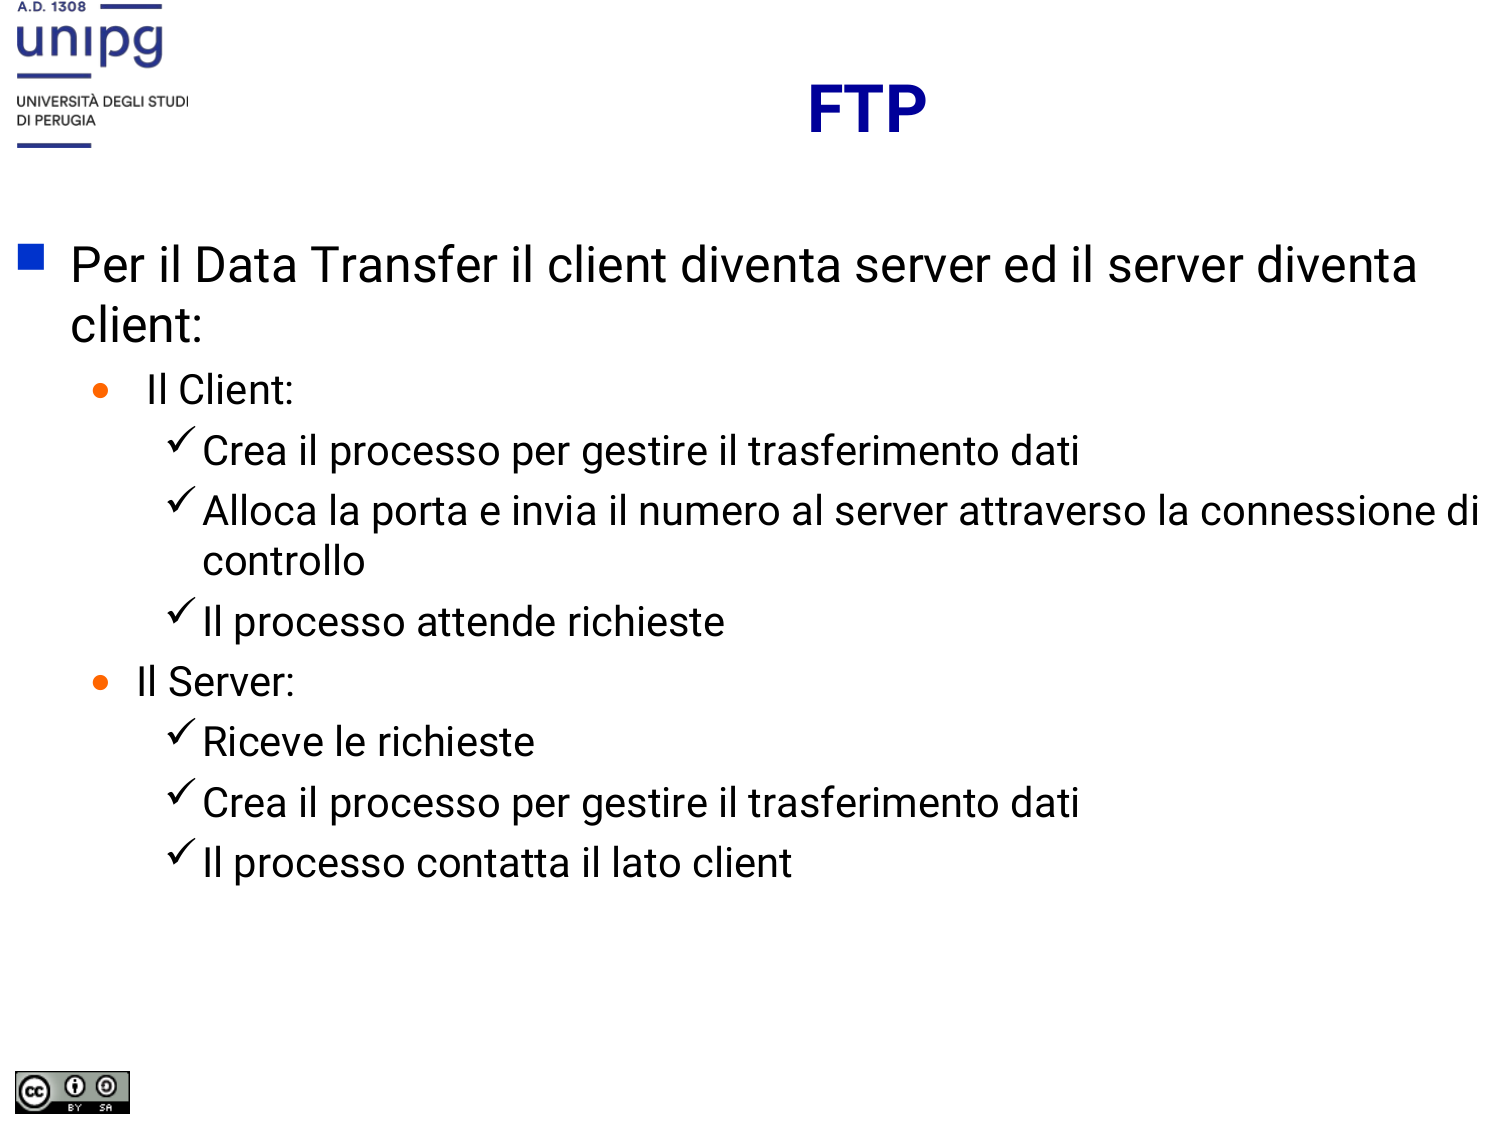 A.D. 1308
unipg
UNIVERSITÀ DEGLI STUDI
DI PERUGIA
FTP
Per il Data Transfer il client diventa server ed il server diventa
client:
Il Client:
Crea il processo per gestire il trasferimento dati
Alloca la porta e invia il numero al server attraverso la connessione di
controllo
Il processo attende richieste
Il Server:
Riceve le richieste
Crea il processo per gestire il trasferimento dati
Il processo contatta il lato client
cc
BY SA